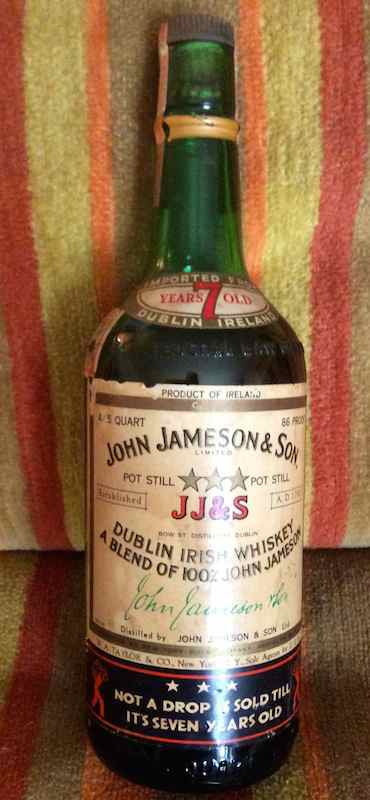 IMPORTED FROM
YEARS 7 OLD
DUBLIN IRELAND
PRODUCT OF IRELAND
4/5 QUART 86 PROOF
JOHN JAMESON & SON
LIMITED
POT STILL POT STILL
Established A.D.
JJ&S
BOW ST DISTILLERY DUBLIN
DUBLIN IRISH WHISKEY
A BLEND OF 100% JOHN JAMESON
John Jameson & Son
Distilled by JOHN JAMESON & SON Ltd.
A. TAYLOR & CO., New York, N.Y., Sole Agents for
NOT A DROP IS SOLD TILL
IT'S SEVEN YEARS OLD